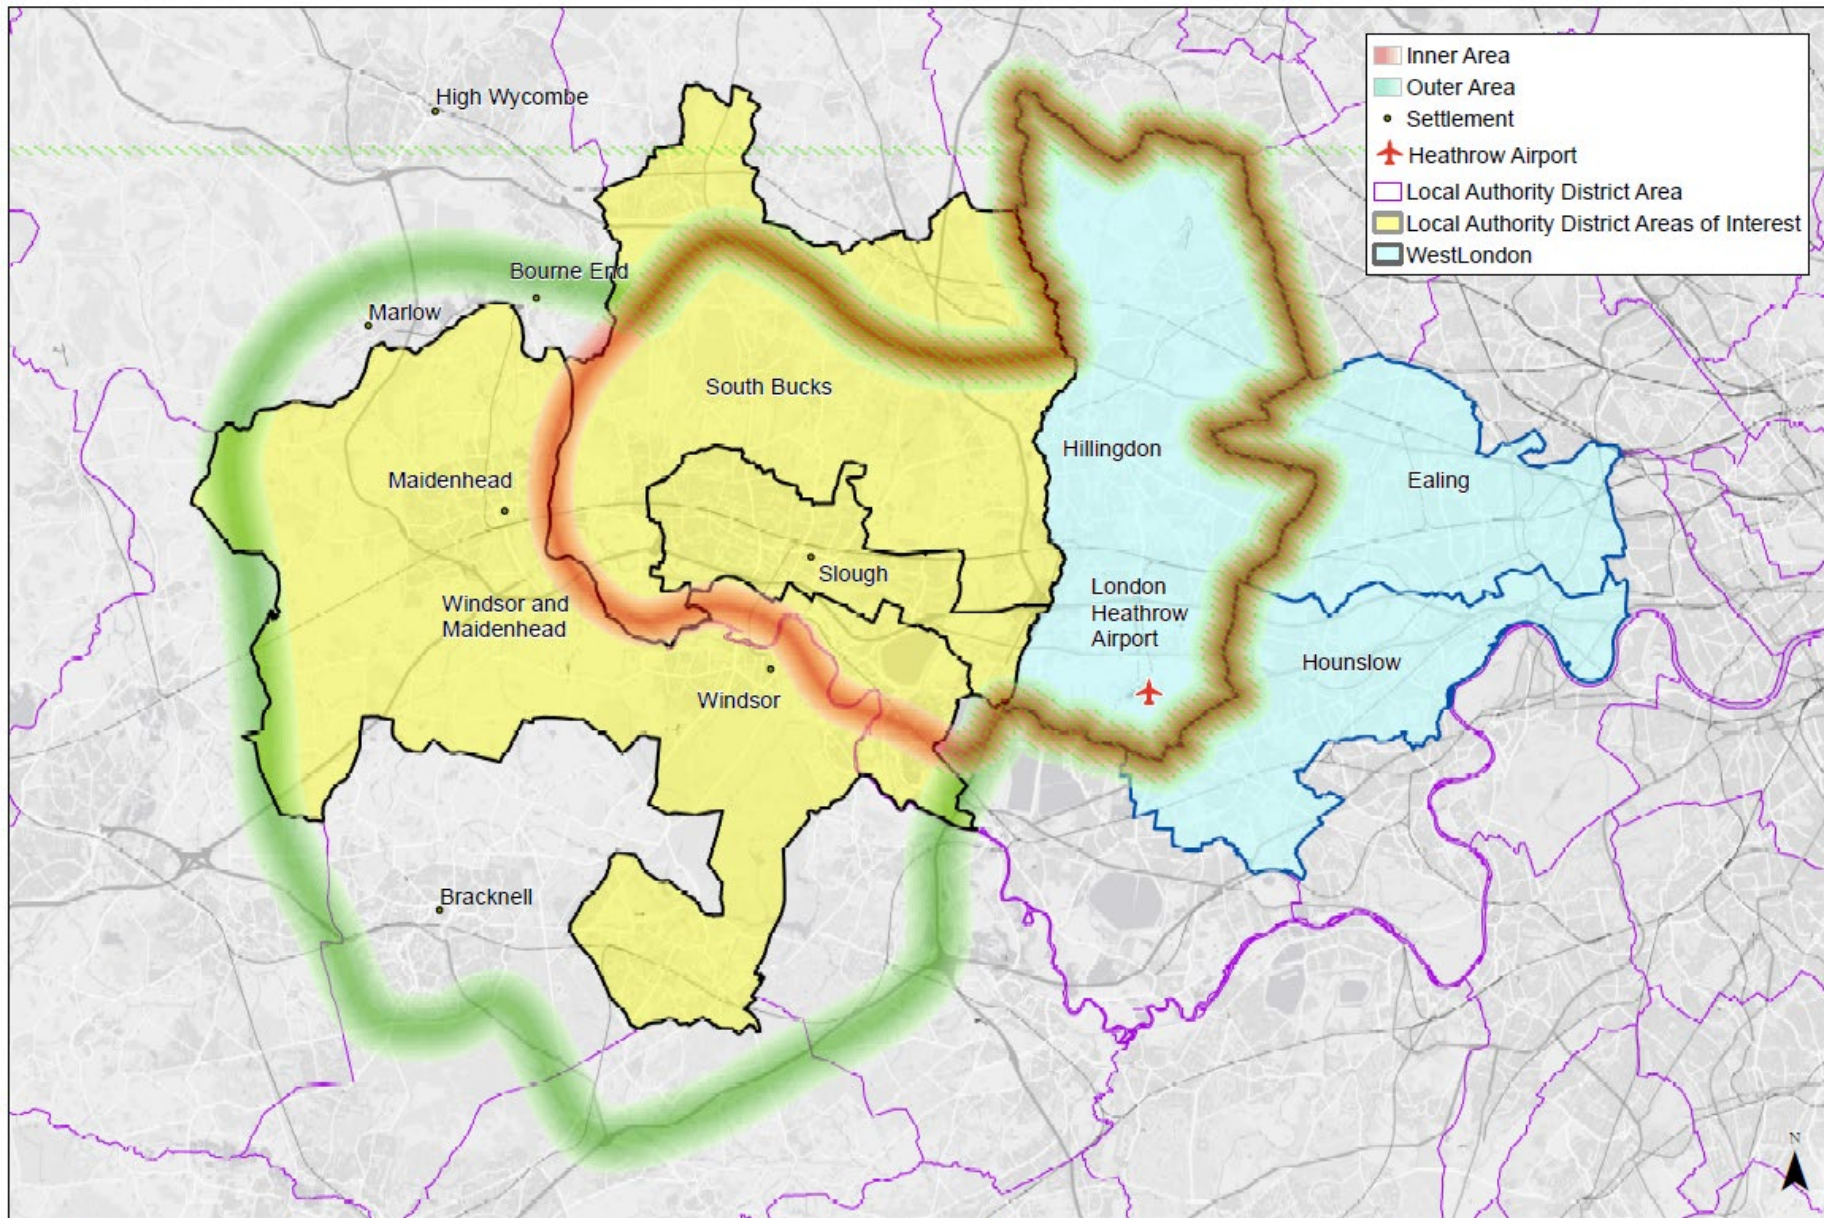 Inner Area
Outer Area
Settlement
Heathrow Airport
Local Authority District Area
Local Authority District Areas of Interest
WestLondon
High Wycombe
Bourne End
Marlow
South Bucks
Hillingdon
Maidenhead
Ealing
Slough
London
Heathrow
Airport
Windsor and
Maidenhead
Hounslow
Windsor
Bracknell
N